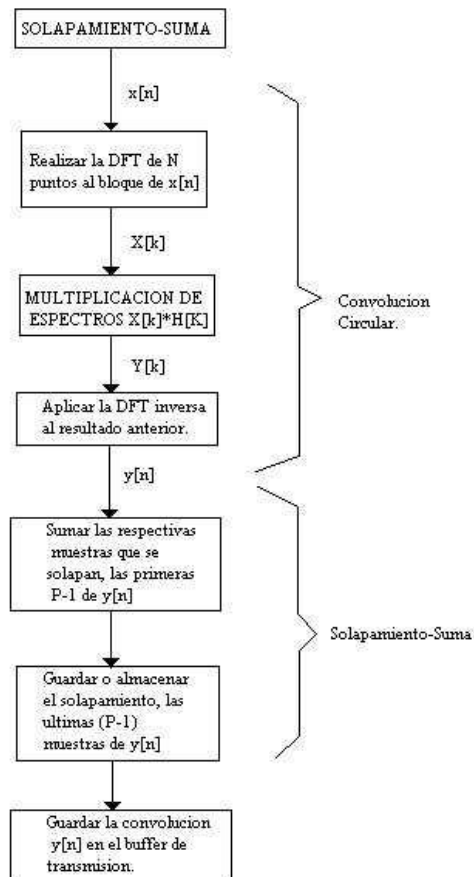 SOLAPAMIENTO-SUMA
x[n]
Realizar la DFT de N
puntos al bloque de x[n]
X[k]
MULTIPLICACION DE
ESPECTROS X[k]*H[K]
Y[k]
Aplicar la DFT inversa
al resultado anterior.
y[n]
Convolucion
Circular.
Sumar las respectivas
muestras que se
solapan, las primeras
P-1 de y[n]
Guardar o almacenar
el solapamiento, las
ultimas (P-1)
muestras de y[n]
Solapamiento-Suma
Guardar la convolucion
y[n] en el buffer de
transmision.